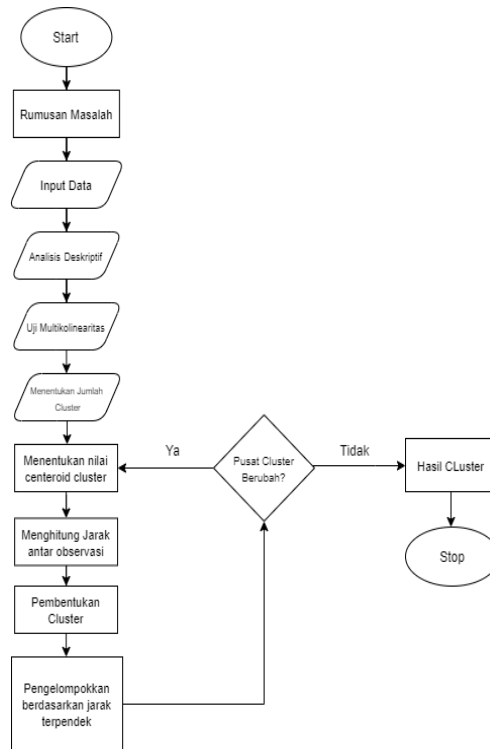 Start
Rumusan Masalah
Input Data
Analisis Deskriptif
Uji Multikolinearitas
Menentukan Jumlah
Cluster
Menentukan nilai
centeroid cluster
Menghitung Jarak
antar observasi
Pembentukan
Cluster
Pengelompokkan
berdasarkan jarak
terpendek
Pusat Cluster
Berubah?
Ya
Tidak
Hasil CLuster
Stop